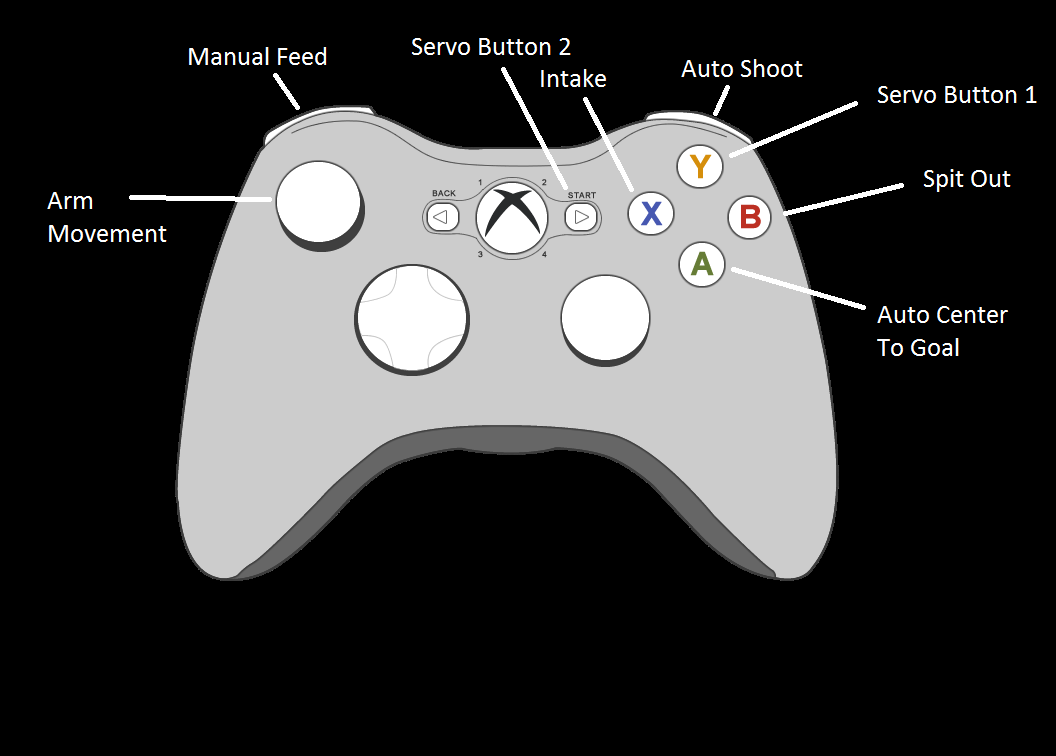 Servo Button 2
Manual Feed
Intake
Auto Shoot
Servo Button 1
Y
Spit Out
1
2
BACK
START
Arm
Movement
X
B
3
4
A
Auto Center
To Goal